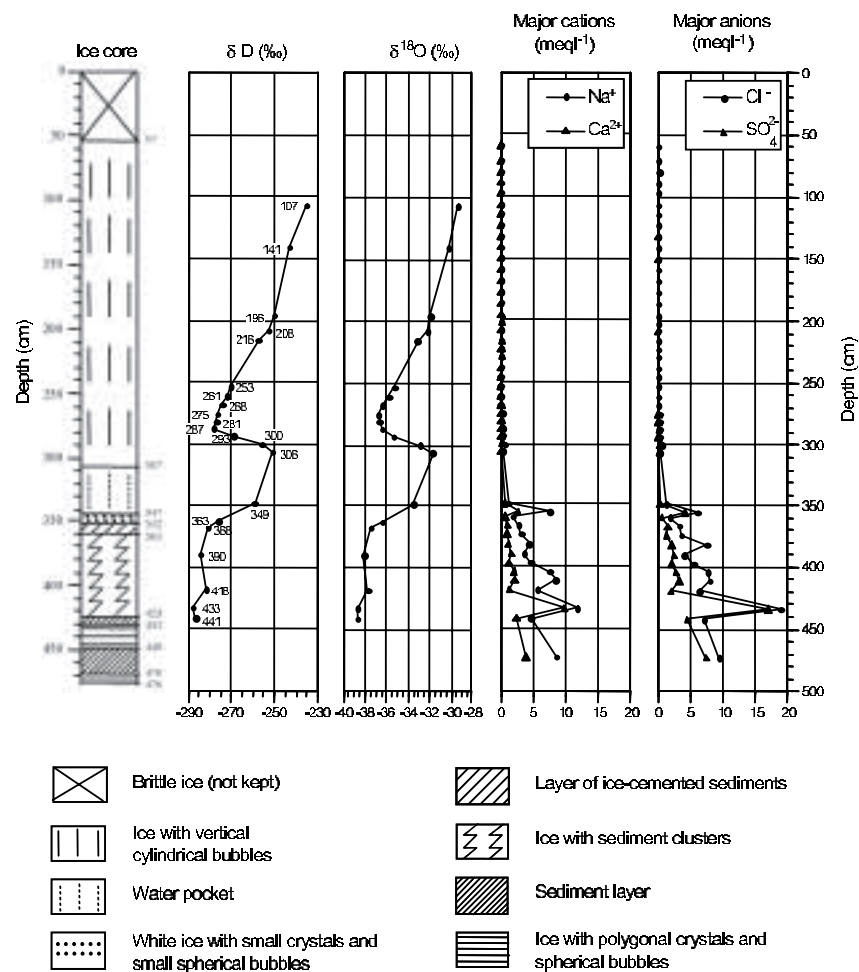 Major cations
Major anions
Ice core
δ D (‰)
δ¹⁸O (‰)
(meql⁻¹)
(meql⁻¹)
Na⁺
Ca²⁺
Cl⁻
SO₄²⁻
Depth (cm)
0
50
100
150
200
250
300
350
400
450
500
Depth (cm)
107
141
196
208
216
253
261
268
275
281
287
293
300
306
349
363
368
390
418
433
441
-290
-270
-250
-230
-40
-38
-36
-34
-32
-30
-28
0
5
10
15
20
0
5
10
15
20
Brittle ice (not kept)
Layer of ice-cemented sediments
Ice with vertical
cylindrical bubbles
Ice with sediment clusters
Water pocket
Sediment layer
White ice with small crystals and
small spherical bubbles
Ice with polygonal crystals and
spherical bubbles